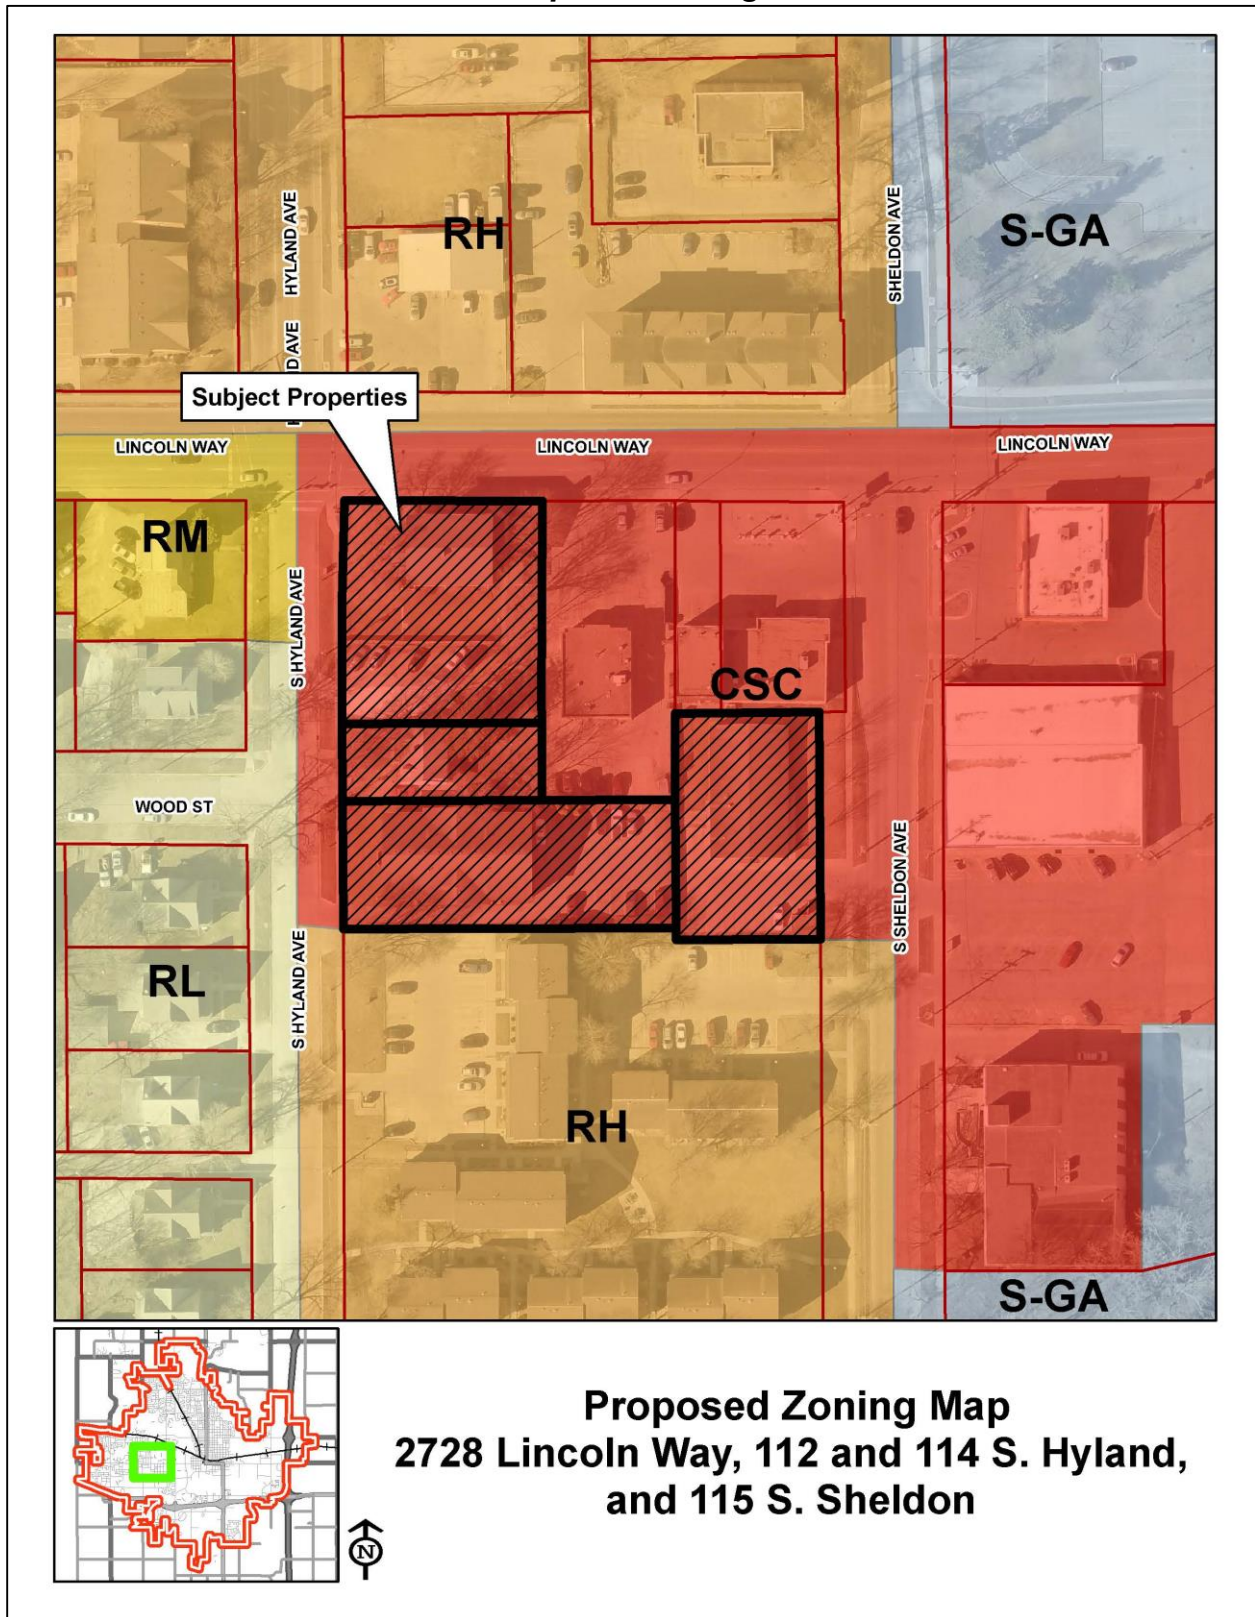 HYLAND AVE
RH
SHELDON AVE
S-GA
AVE
Subject Properties
LINCOLN WAY
LINCOLN WAY
LINCOLN WAY
RM
S HYLAND AVE
CSC
WOOD ST
S SHELDON AVE
RL
S HYLAND AVE
RH
S-GA
N
Proposed Zoning Map
2728 Lincoln Way, 112 and 114 S. Hyland,
and 115 S. Sheldon